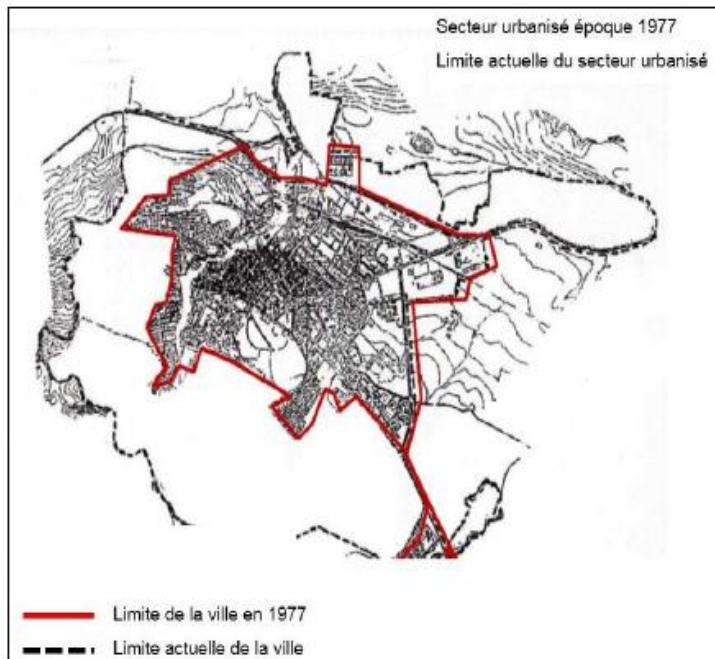 Secteur urbanisé époque 1977
Limite actuelle du secteur urbanisé
Limite de la ville en 1977
Limite actuelle de la ville